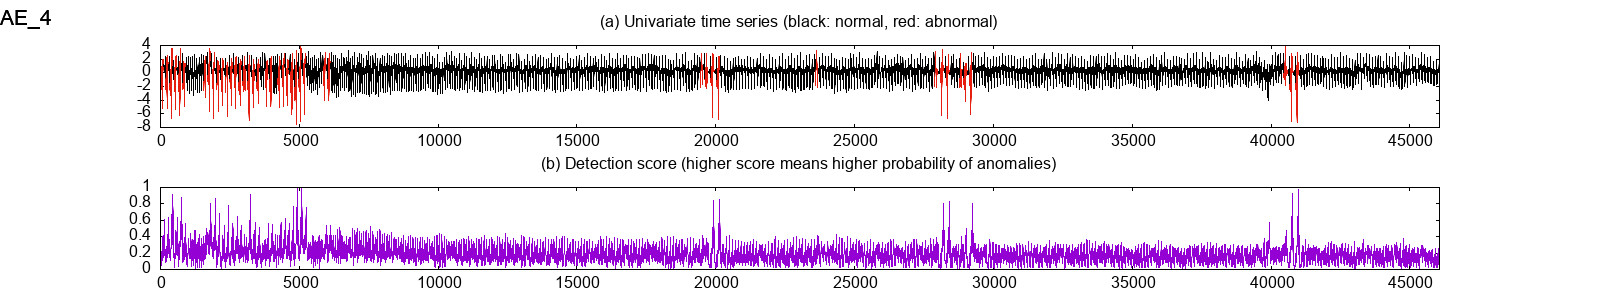 AE_4
(a) Univariate time series (black: normal, red: abnormal)
4
2
0
-2
-4
-6
-8
0 5000 10000 15000 20000 25000 30000 35000 40000 45000
(b) Detection score (higher score means higher probability of anomalies)
1
0.8
0.6
0.4
0.2
0
0 5000 10000 15000 20000 25000 30000 35000 40000 45000